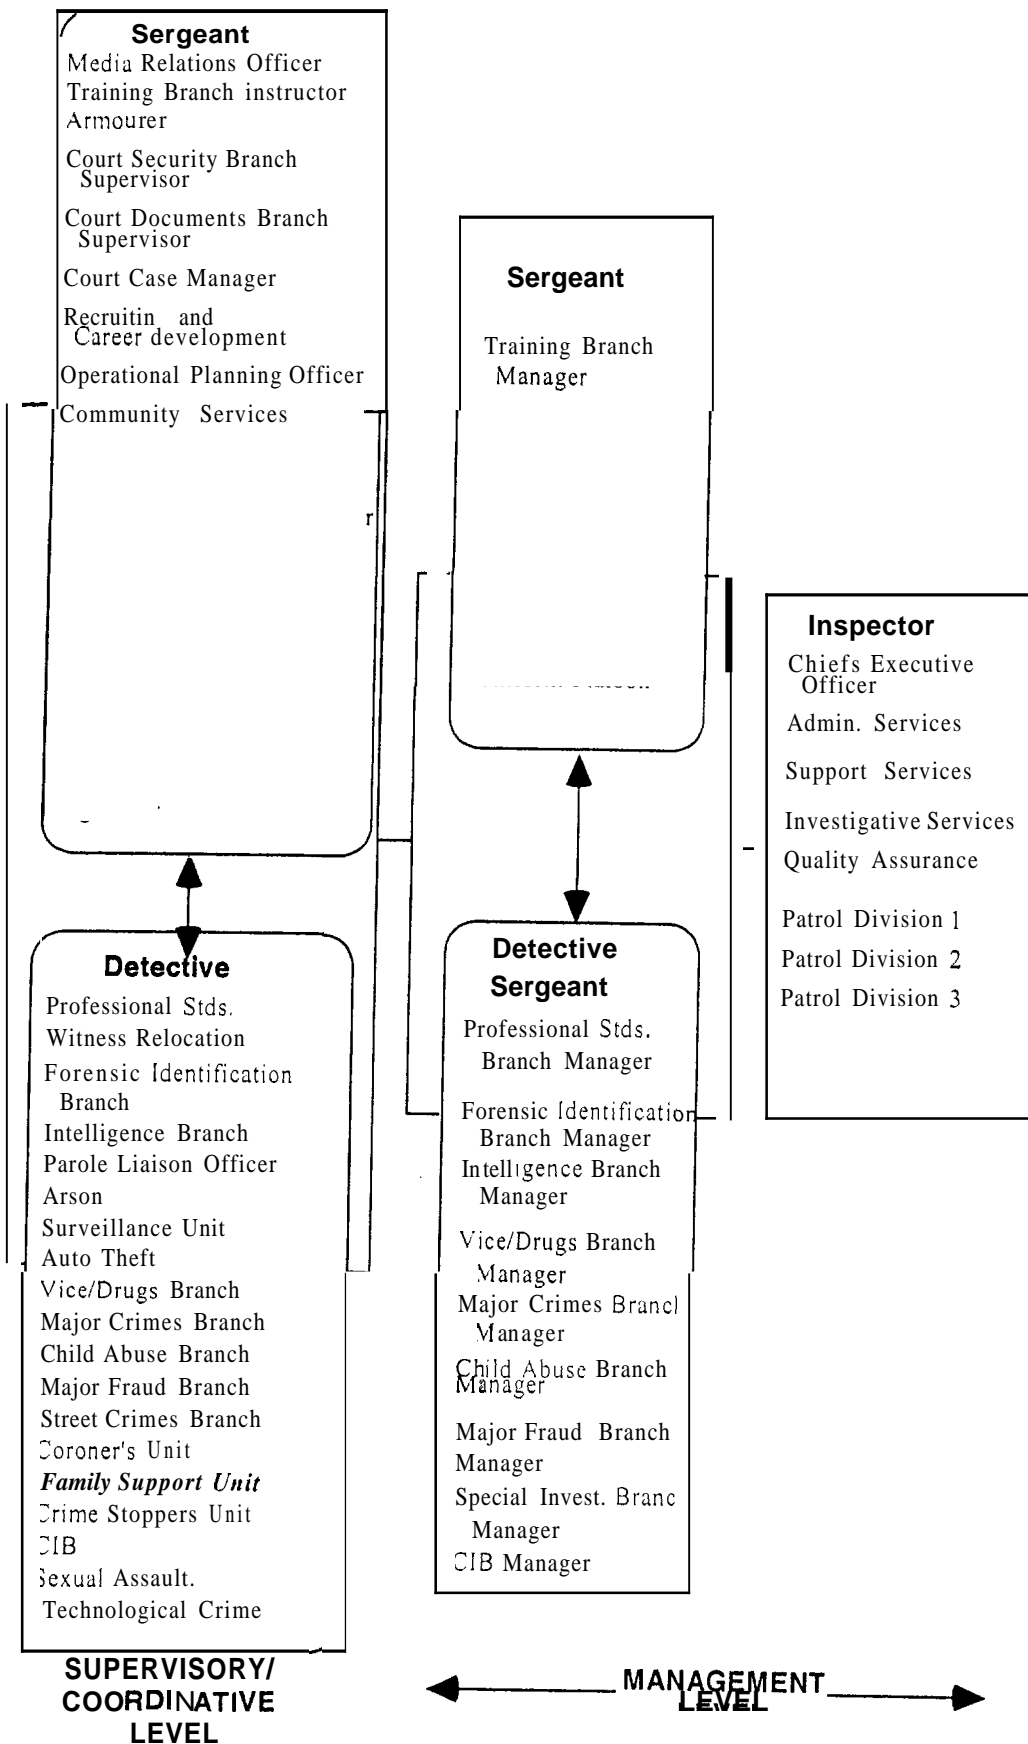 Sergeant
Media Relations Officer
Training Branch instructor
Armourer
Court Security Branch
Supervisor
Court Documents Branch
Supervisor
Court Case Manager
Recruitin and
Career development
Operational Planning Officer
Community Services
r
Detective
Professional Stds.
Witness Relocation
Forensic Identification
Branch
Intelligence Branch
Parole Liaison Officer
Arson
Surveillance Unit
Auto Theft
Vice/Drugs Branch
Major Crimes Branch
Child Abuse Branch
Major Fraud Branch
Street Crimes Branch
Coroner's Unit
Family Support Unit
Crime Stoppers Unit
CIB
Sexual Assault.
Technological Crime
SUPERVISORY/
COORDINATIVE
LEVEL
Sergeant
Training Branch
Manager
Detective
Sergeant
Professional Stds.
Branch Manager
Forensic Identification
Branch Manager
Intelligence Branch
Manager
Vice/Drugs Branch
Manager
Major Crimes Brancl
Manager
Child Abuse Branch
Manager
Major Fraud Branch
Manager
Special Invest. Branc
Manager
CIB Manager
Inspector
Chiefs Executive
Officer
Admin. Services
Support Services
Investigative Services
Quality Assurance
Patrol Division 1
Patrol Division 2
Patrol Division 3
MANAGEMENT
LEVEL